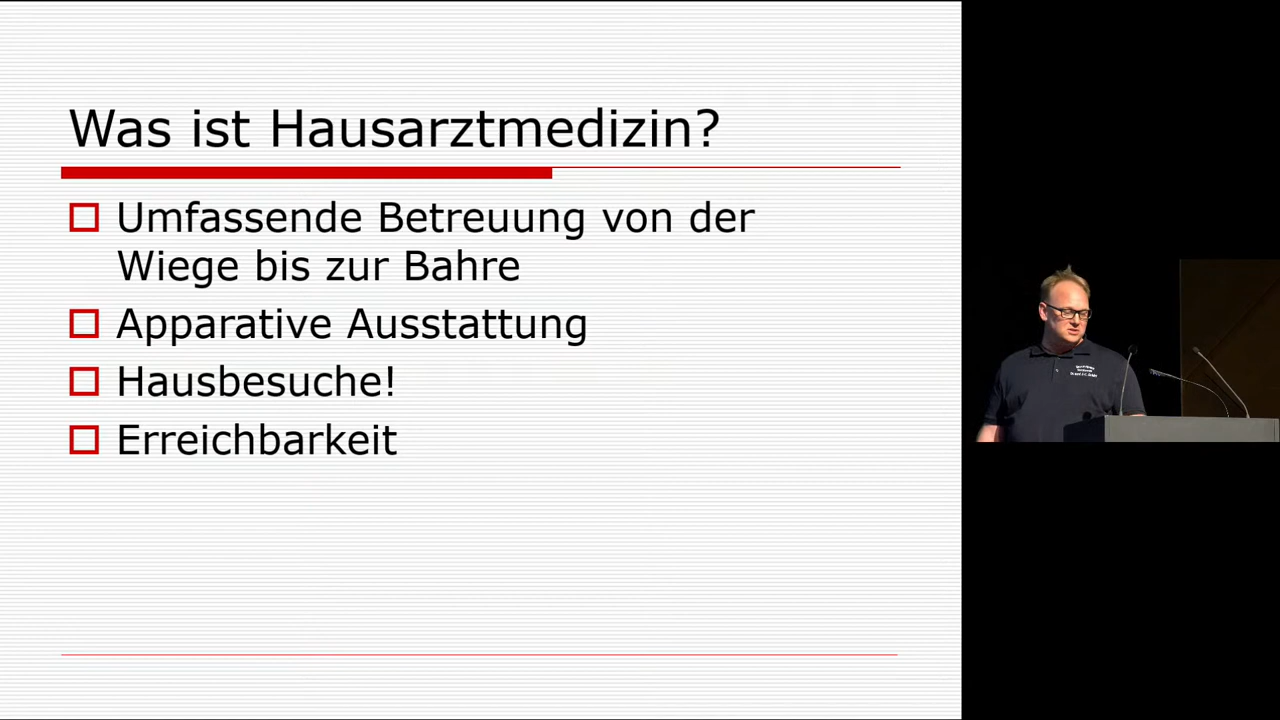 Was ist Hausarztmedizin?
Umfassende Betreuung von der
Wiege bis zur Bahre
Apparative Ausstattung
Hausbesuche!
Erreichbarkeit